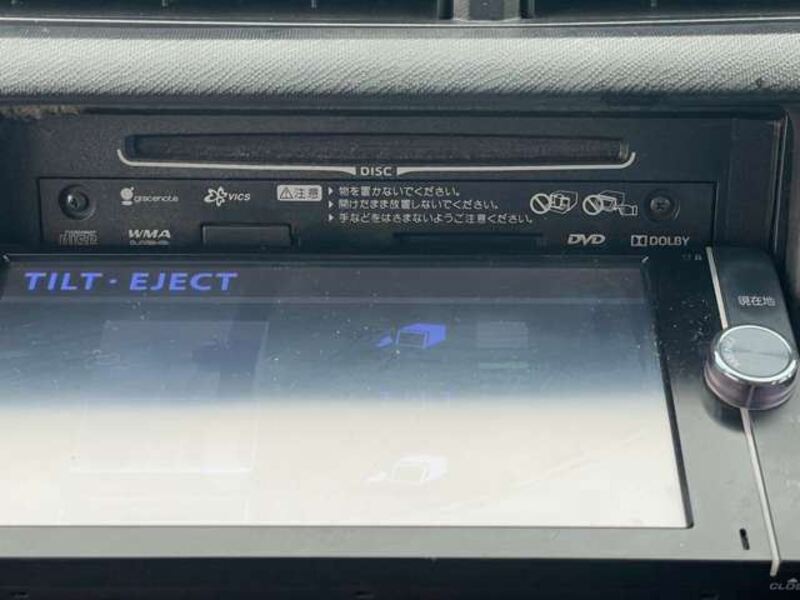 DISC
gracenote
VICS
注意
物を置かないでください。
開けたまま放置しないでください。
手などをはさまないようご注意ください。
disc
WMA
DVD
DOLBY
TILT・EJECT
現在地